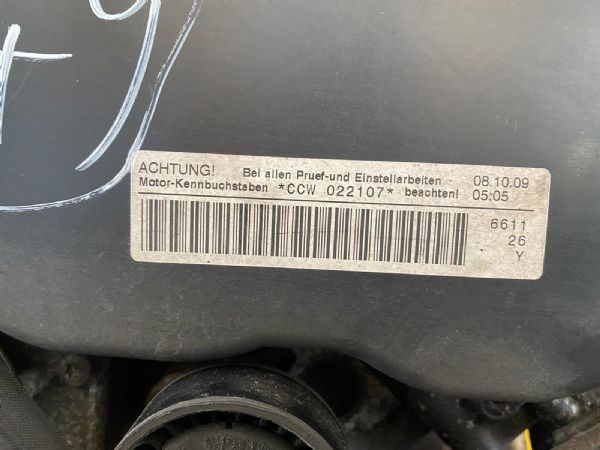 ACHTUNG! Bei allen Pruef-und Einstellarbeiten 08.10.09
Motor-Kennbuchstaben *CCW 022107* beachten! 05:05
6611
26
Y